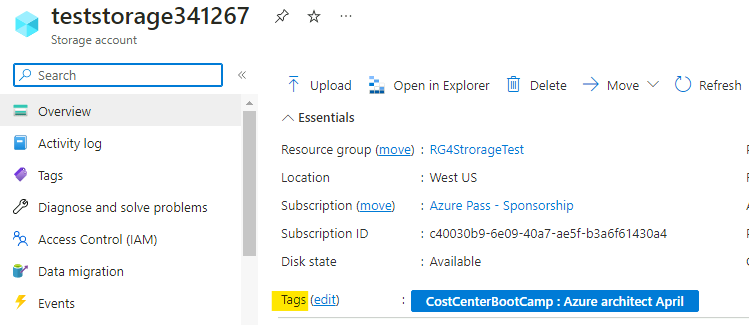 teststorage341267
Storage account
Search
Overview
Activity log
Tags
Diagnose and solve problems
Access Control (IAM)
Data migration
Events
Upload Open in Explorer Delete Move Refresh
Essentials
Resource group (move) : RG4StrorageTest
Location : West US
Subscription (move) : Azure Pass - Sponsorship
Subscription ID : c40030b9-6e09-40a7-ae5f-b3a6f61430a4
Disk state : Available
Tags (edit) : CostCenterBootCamp : Azure architect April